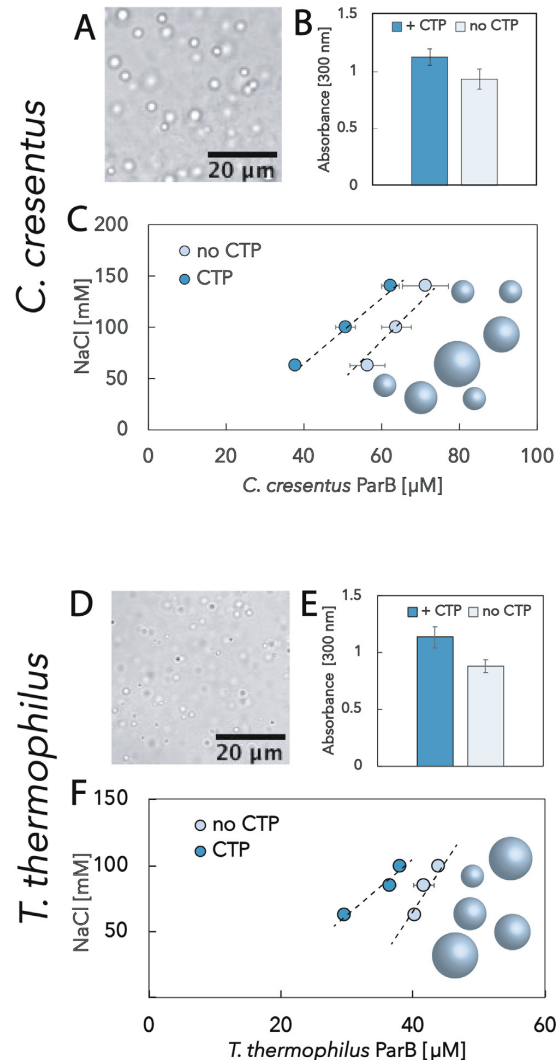 C. cresentus
A
20 µm
B
Absorbance [300 nm]
1.5
1
0.5
0
+ CTP no CTP
C
NaCl [mM]
200
150
100
50
0
no CTP
CTP
0 20 40 60 80 100
C. cresentus ParB [µM]
T. thermophilus
D
20 µm
E
Absorbance [300 nm]
1.5
1
0.5
0
+ CTP no CTP
F
NaCl [mM]
150
100
50
no CTP
CTP
0 20 40 60
T. thermophilus ParB [µM]